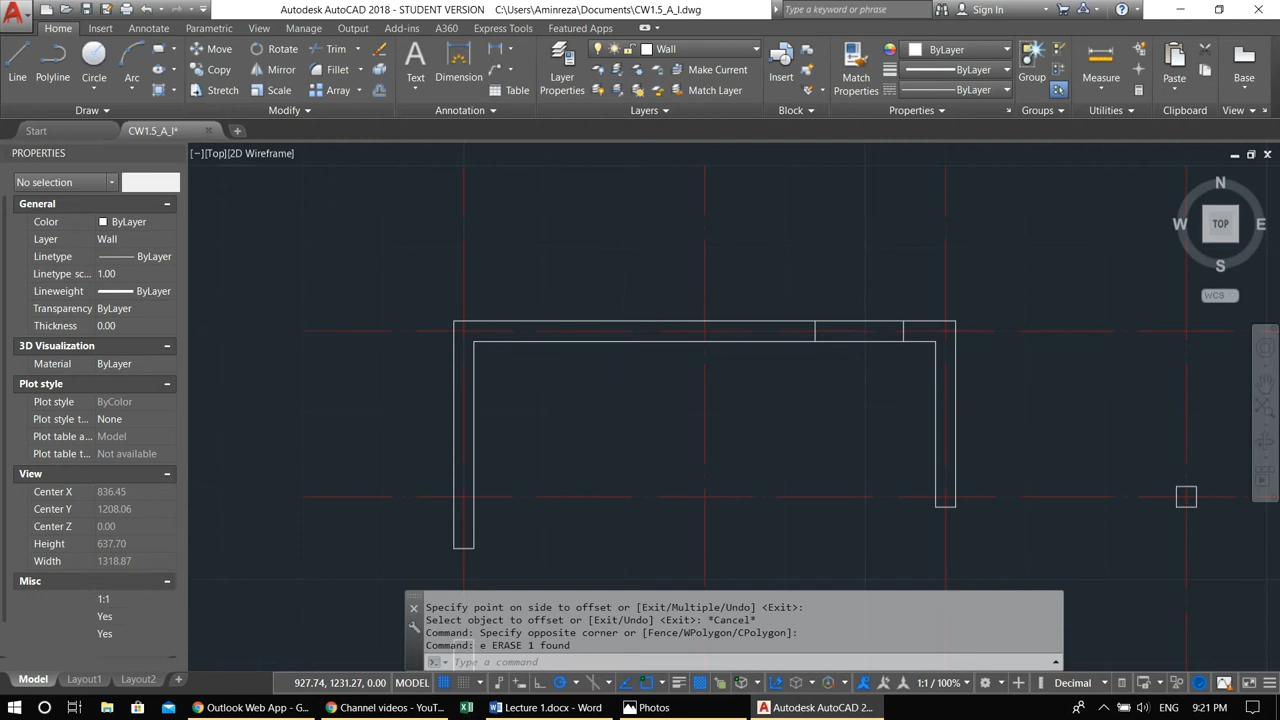 Autodesk AutoCAD 2018 - STUDENT VERSION C:\Users\Aminreza\Documents\CW1.5_A_I.dwg Type a keyword or phrase Sign In
Home Insert Annotate Parametric View Manage Output Add-ins A360 Express Tools Featured Apps
Line Polyline Circle Arc Move Rotate Trim Text Dimension Layer Properties Wall Insert Match Properties ByLayer Group Measure Paste Base
Copy Mirror Fillet Make Current ByLayer
Stretch Scale Array Table Match Layer ByLayer
Draw Modify Annotation Layers Block Properties Groups Utilities Clipboard View
Start CW1.5_A_I*
PROPERTIES [−][Top][2D Wireframe]
No selection
General
Color ByLayer
Layer Wall
Linetype ByLayer
Linetype sc... 1.00
Lineweight ByLayer
Transparency ByLayer
Thickness 0.00
3D Visualization
Material ByLayer
Plot style
Plot style ByColor
Plot style t... None
Plot table a... Model
Plot table t... Not available
View
Center X 836.45
Center Y 1208.06
Center Z 0.00
Height 637.70
Width 1318.87
Misc
1:1
Yes
Yes
N
W TOP E
S
WCS
Specify point on side to offset or [Exit/Multiple/Undo] <Exit>:
Select object to offset or [Exit/Undo] <Exit>: *Cancel*
Command: Specify opposite corner or [Fence/WPolygon/CPolygon]:
Command: e ERASE 1 found
Type a command
Model Layout1 Layout2 + 927.74, 1231.27, 0.00 MODEL 1:1 / 100% Decimal
Outlook Web App - G... Channel videos - YouT... Lecture 1.docx - Word Photos Autodesk AutoCAD 2... ENG 9:21 PM